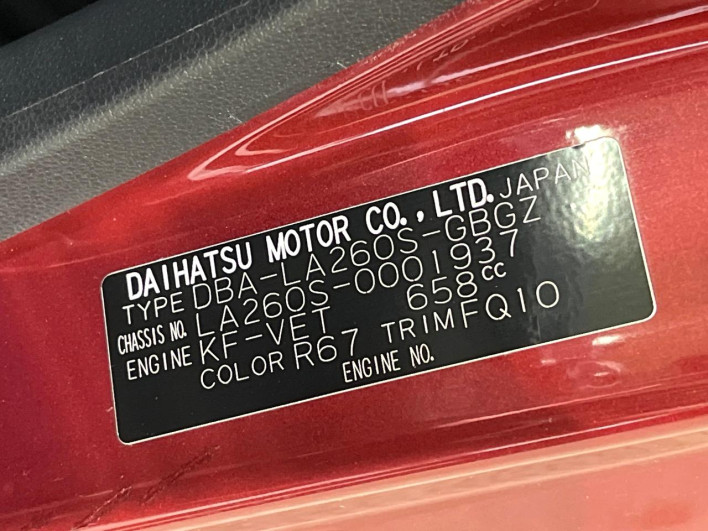 DAIHATSU MOTOR CO., LTD. JAPAN
TYPE DBA-LA260S-GBGZ
CHASSIS NO. LA260S-0001937
ENGINE KF-VET 658cc
COLOR R67 TRIM FQ10
ENGINE NO.